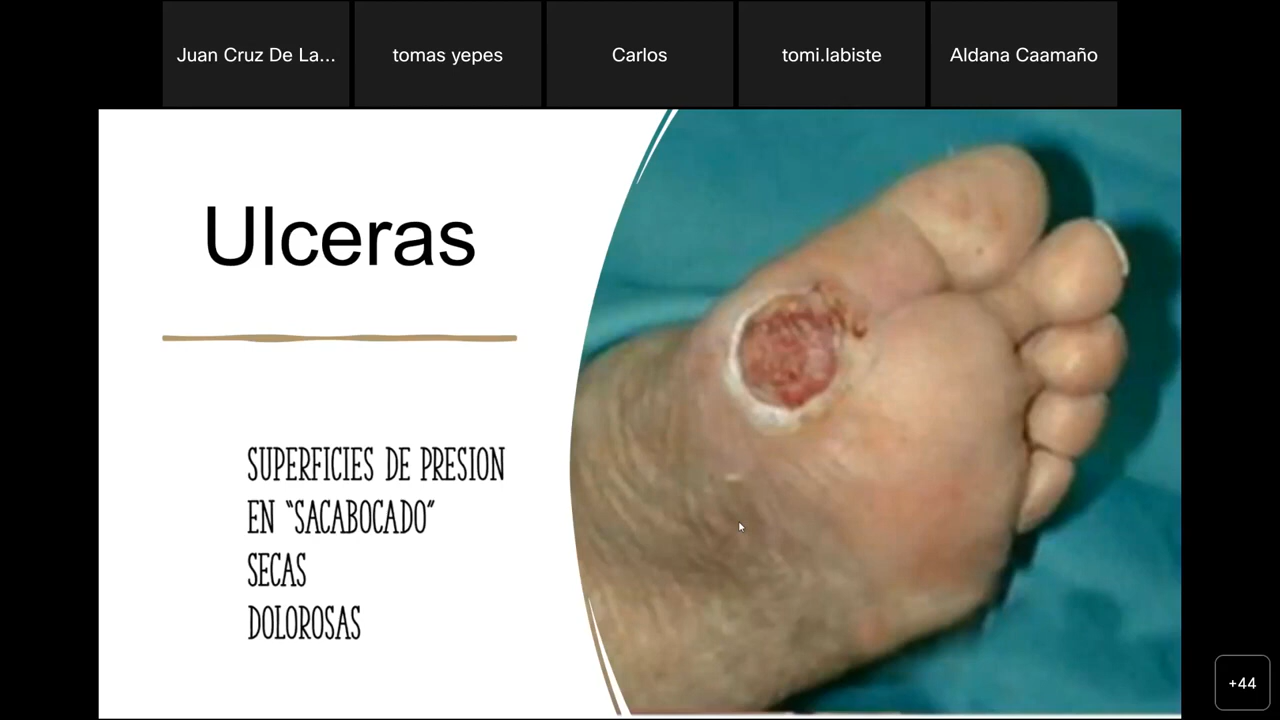 Juan Cruz De La...
tomas yepes
Carlos
tomi.labiste
Aldana Caamaño
Ulceras
SUPERFICIES DE PRESION
EN "SACABOCADO"
SECAS
DOLOROSAS
+44